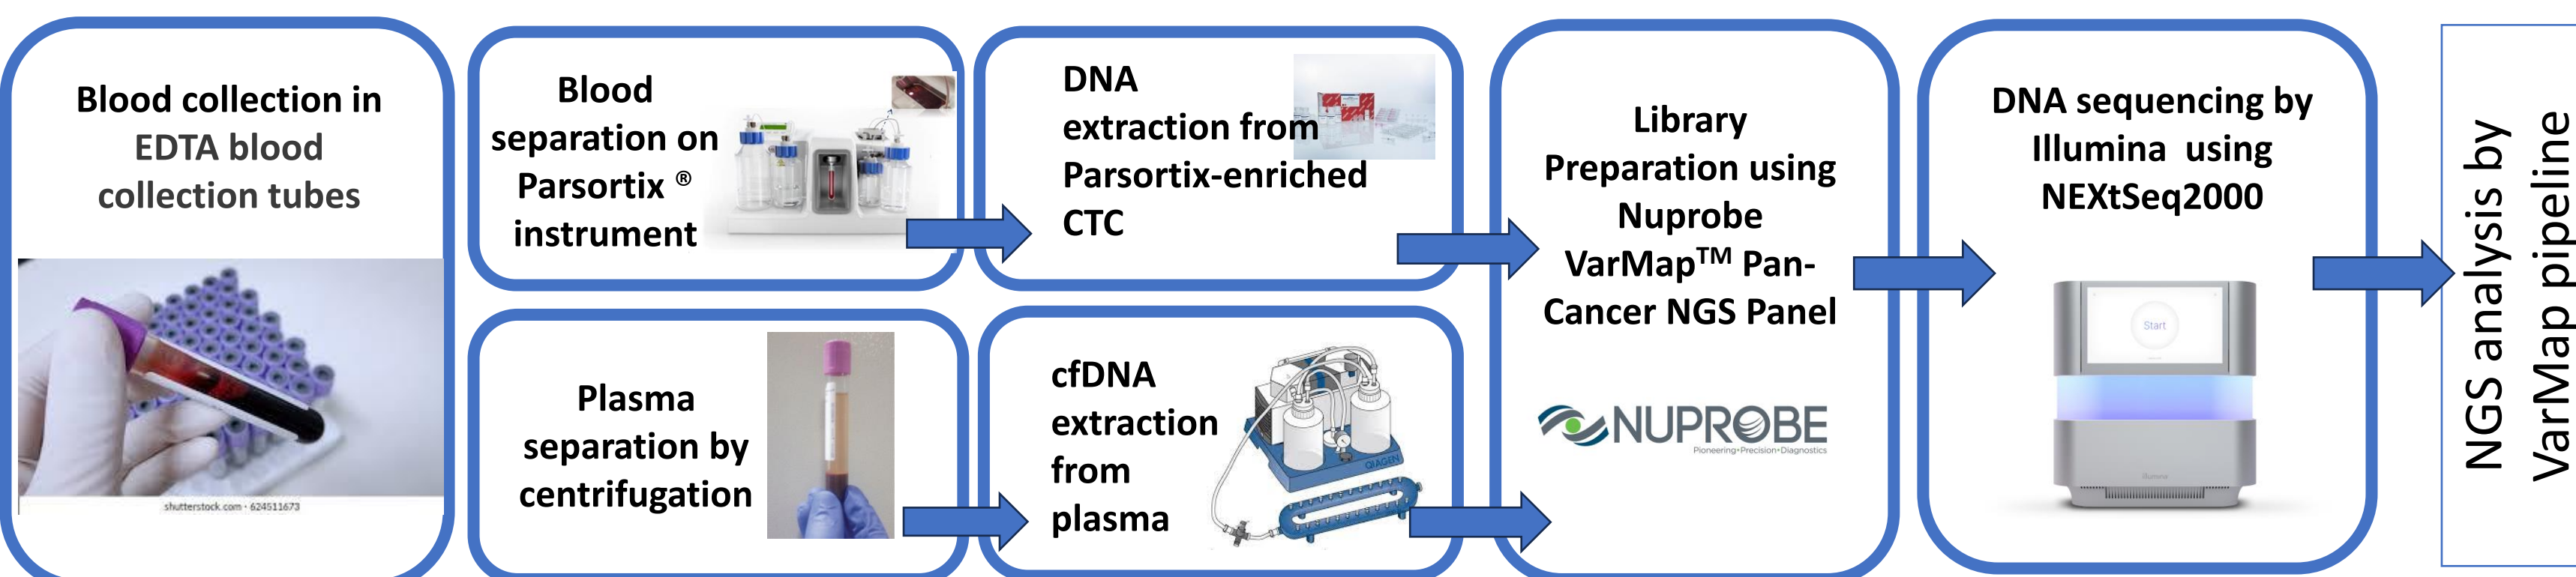 Blood collection in
EDTA blood
collection tubes
shutterstock.com · 624511673
Blood
separation on
Parsortix ®
instrument
DNA
extraction from
Parsortix-enriched
CTC
Plasma
separation by
centrifugation
cfDNA
extraction
from
plasma
QIAGEN
Library
Preparation using
Nuprobe
VarMap™ Pan-
Cancer NGS Panel
NUPROBE
Pioneering•Precision•Diagnostics
DNA sequencing by
Illumina using
NEXtSeq2000
Start
illumina
NGS analysis by
VarMap pipeline